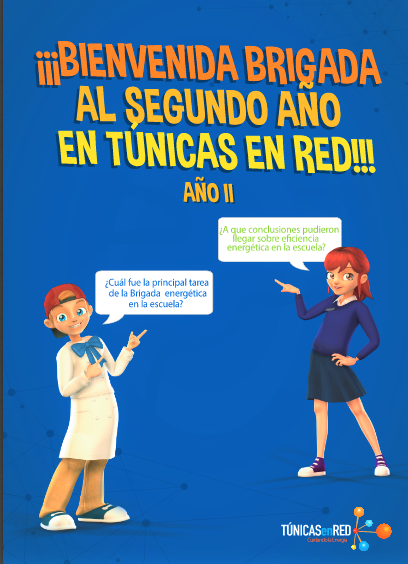 ¡¡¡BIENVENIDA BRIGADA
AL SEGUNDO AÑO
EN TÚNICAS EN RED!!!
AÑO II
¿A que conclusiones pudieron
llegar sobre eficiencia
energética en la escuela?
¿Cuál fue la principal tarea
de la Brigada energética
en la escuela?
TÚNICASenRED